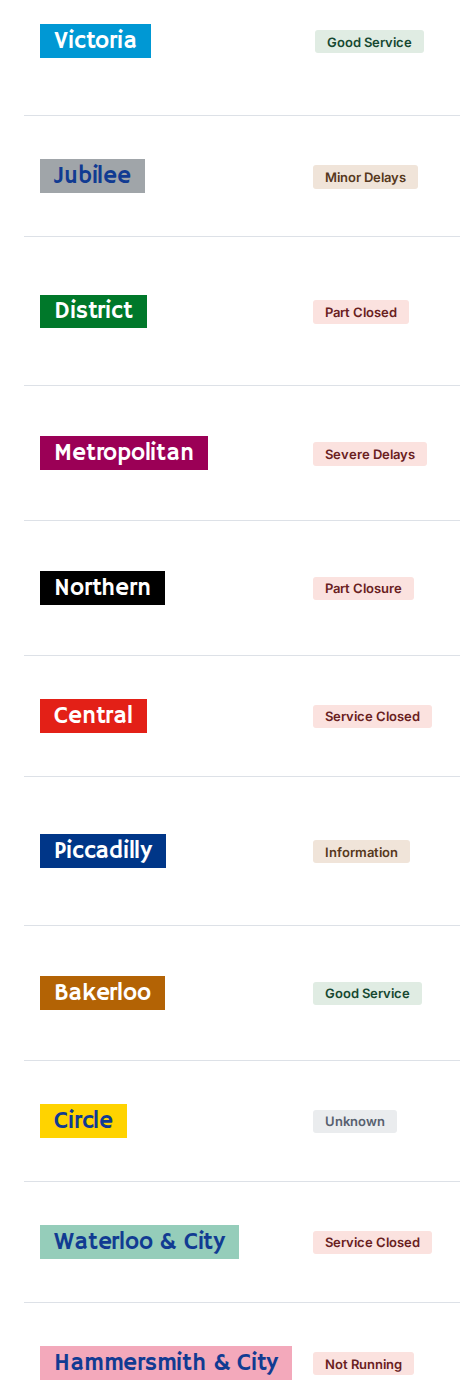 Victoria Good Service
Jubilee Minor Delays
District Part Closed
Metropolitan Severe Delays
Northern Part Closure
Central Service Closed
Piccadilly Information
Bakerloo Good Service
Circle Unknown
Waterloo & City Service Closed
Hammersmith & City Not Running